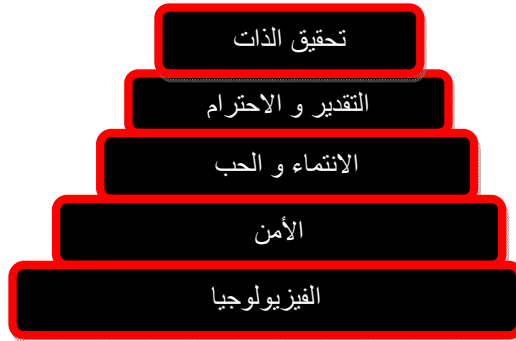 تحقيق الذات
التقدير و الاحترام
الانتماء و الحب
الأمن
الفيزيولوجيا